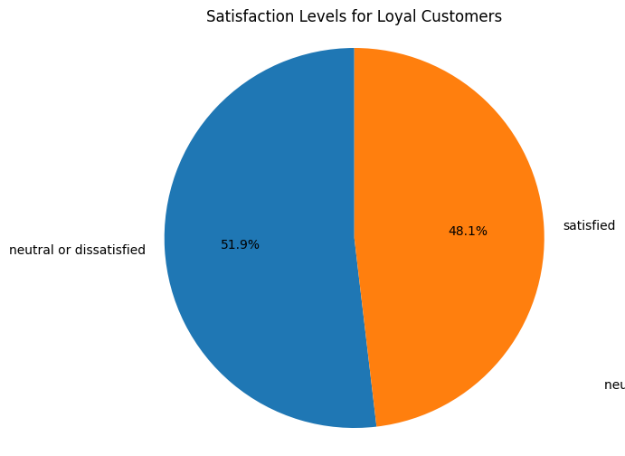 Satisfaction Levels for Loyal Customers
satisfied
48.1%
51.9%
neutral or dissatisfied